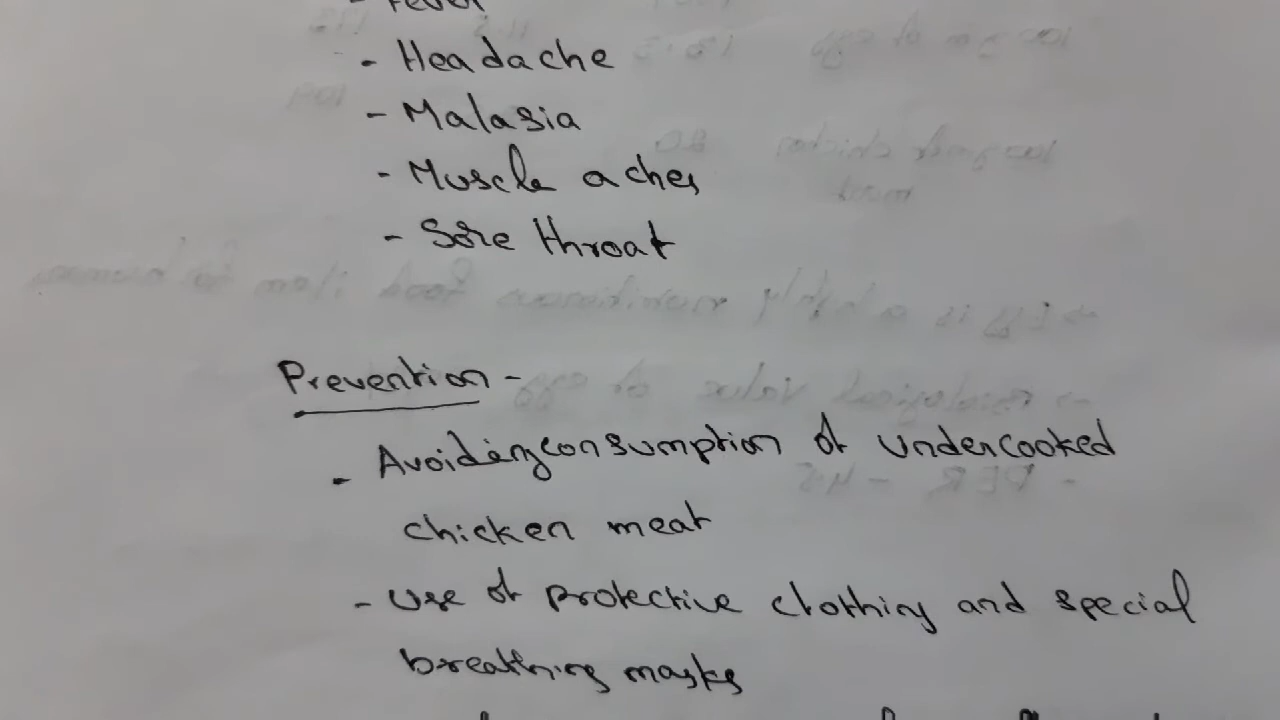 - Fever
- Headache
- Malasia
- Muscle aches
- Sore throat
Prevention -
- Avoiding consumption of undercooked
chicken meat
- use of protective clothing and special
breathing masks